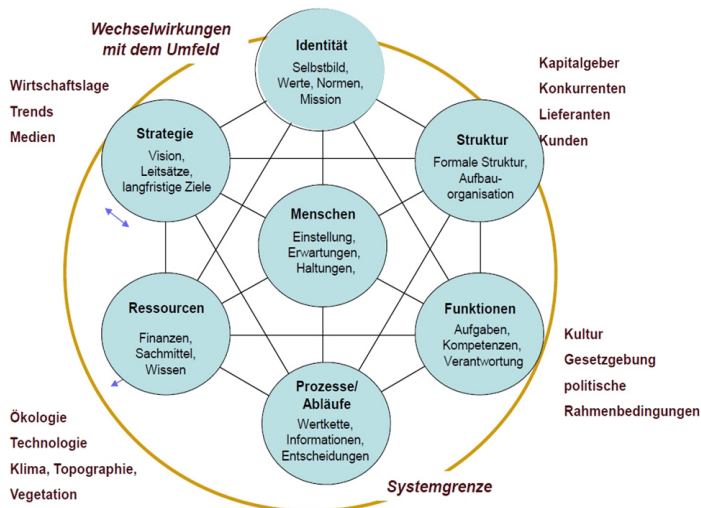 Wechselwirkungen
mit dem Umfeld
Identität
Selbstbild,
Werte, Normen,
Mission
Wirtschaftslage
Trends
Medien
Kapitalgeber
Konkurrenten
Lieferanten
Kunden
Strategie
Vision,
Leitsätze,
langfristige Ziele
Struktur
Formale Struktur,
Aufbau-
organisation
Menschen
Einstellung,
Erwartungen,
Haltungen,
Ressourcen
Finanzen,
Sachmittel,
Wissen
Funktionen
Aufgaben,
Kompetenzen,
Verantwortung
Kultur
Gesetzgebung
politische
Rahmenbedingungen
Prozesse/
Abläufe
Wertkette,
Informationen,
Entscheidungen
Ökologie
Technologie
Klima, Topographie,
Vegetation
Systemgrenze